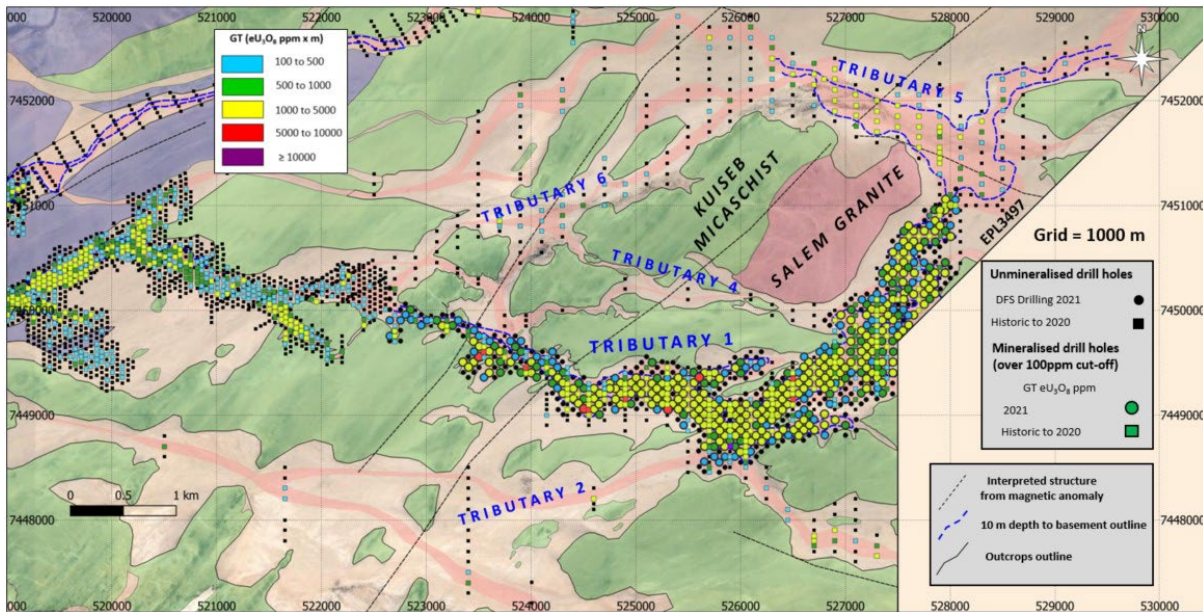 000 520000 521000 522000 523000 524000 525000 526000 527000 528000 529000 530000
GT (eU₃O₈ ppm x m)
100 to 500
500 to 1000
1000 to 5000
5000 to 10000
≥ 10000
N
TRIBUTARY 5
7452000
7452000
KUISEB
MICASCHIST
SALEM GRANITE
TRIBUTARY 6
7451000
EPL3497
Grid = 1000 m
TRIBUTARY 4
Unmineralised drill holes
DFS Drilling 2021
Historic to 2020
7450000
TRIBUTARY 1
Mineralised drill holes
(over 100ppm cut-off)
GT eU₃O₈ ppm
2021
Historic to 2020
7449000
7449000
0 0.5 1 km
TRIBUTARY 2
Interpreted structure
from magnetic anomaly
10 m depth to basement outline
Outcrops outline
7448000
7448000
520000 521000 522000 523000 524000 525000 526000 527000 528000 529000 530000